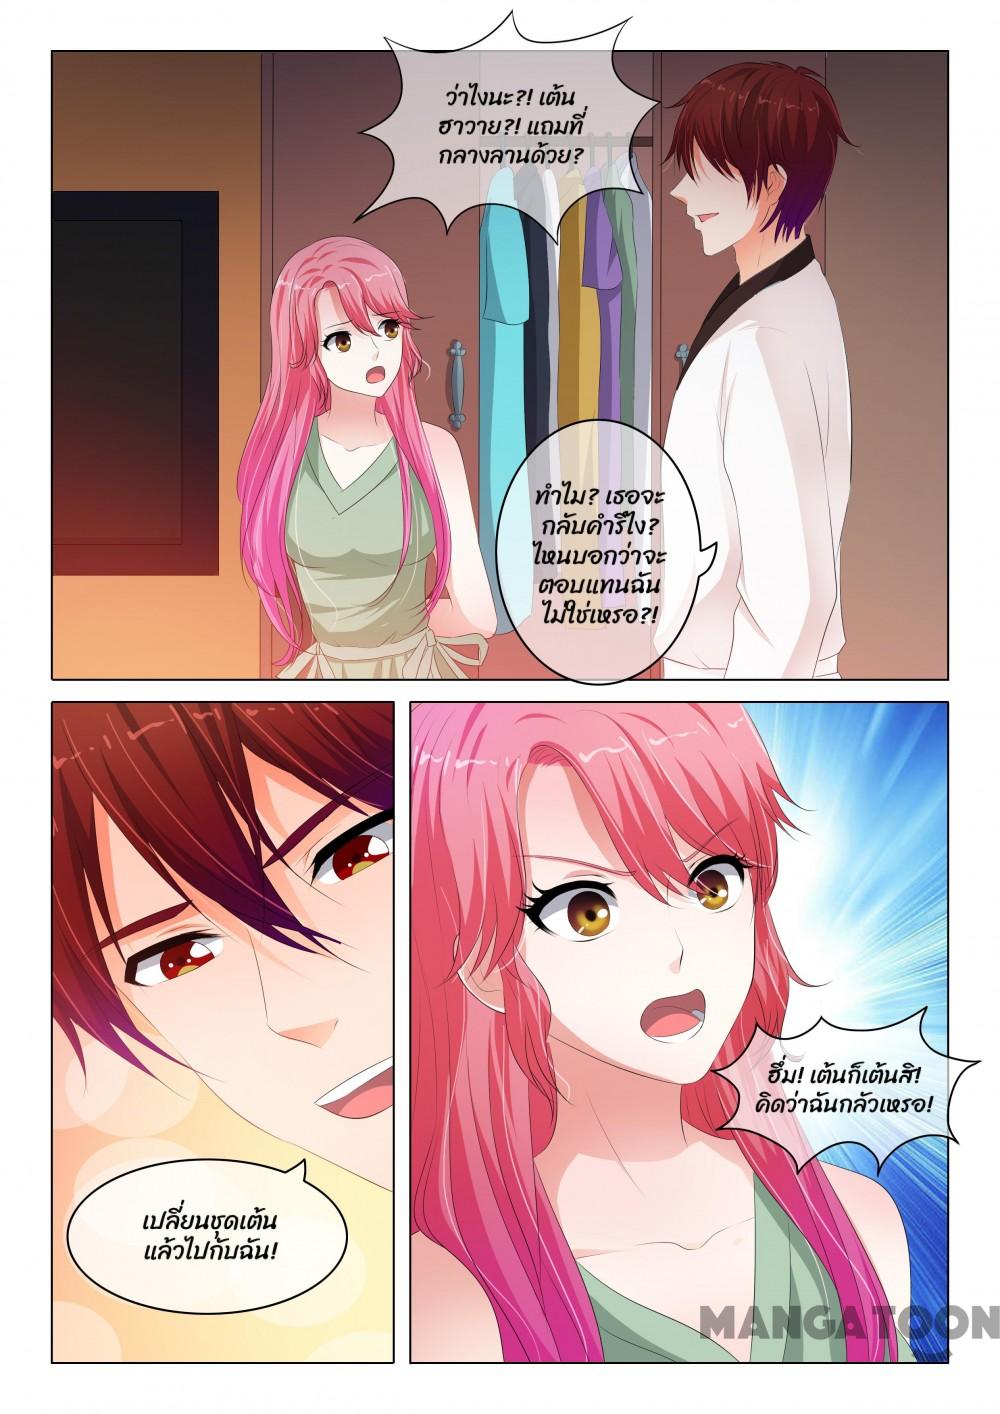 ว่าไงนะ?! เต้น
ฮาวาย?! แถมที่
กลางลานด้วย?
ทำไม? เธอจะ
กลับคำรึไง?
ไหนบอกว่าจะ
ตอบแทนฉัน
ไม่ใช่เหรอ?!
ฮึ่ม! เต้นก็เต้นสิ!
คิดว่าฉันกลัวเหรอ!
เปลี่ยนชุดเต้น
แล้วไปกับฉัน!
MANGATOON